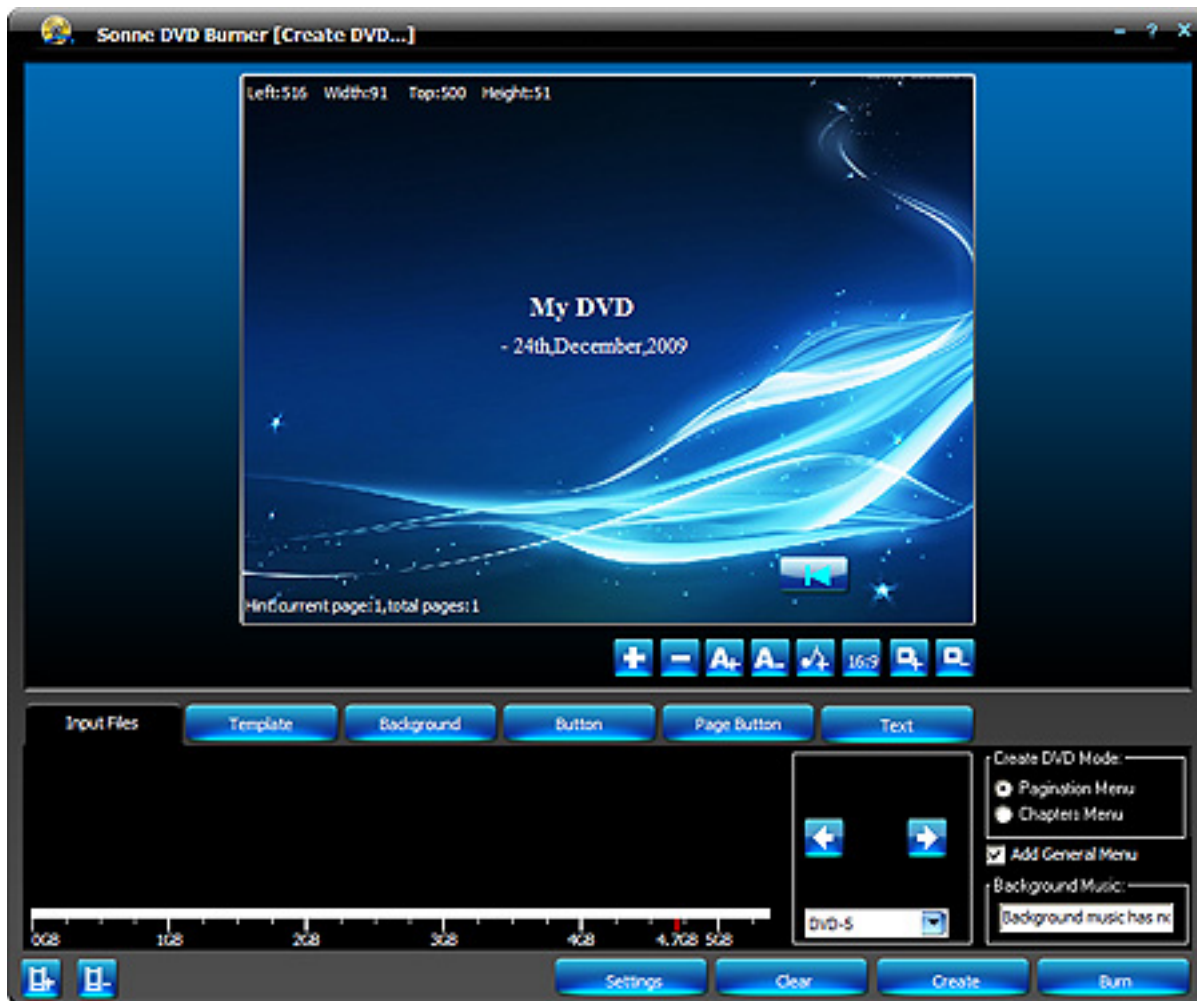 Sonne DVD Burner [Create DVD...]
Left:516 Width:91 Top:500 Height:51
My DVD
- 24th,December,2009
Hint:current page:1,total pages:1
A+ A- 16:9
Input Files Template Background Button Page Button Text
Create DVD Mode:
Pagination Menu
Chapters Menu
Add General Menu
Background Music:
Background music has no
DVD-5
0GB 1GB 2GB 3GB 4GB 4.7GB 5GB
Settings Clear Create Burn